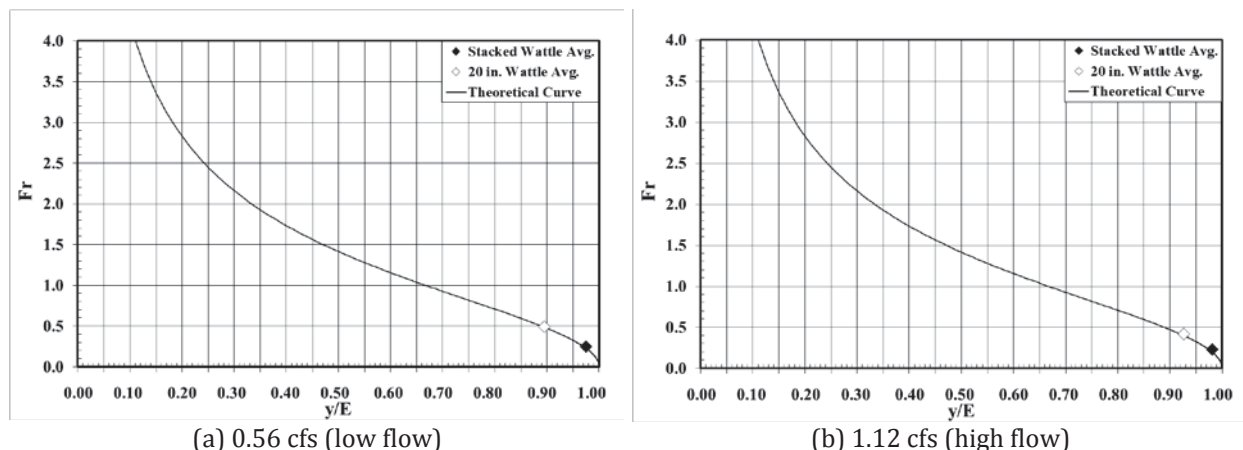 4.0
3.5
3.0
2.5
2.0
1.5
1.0
0.5
0.0
Fr
Stacked Wattle Avg.
20 in. Wattle Avg.
Theoretical Curve
0.00 0.10 0.20 0.30 0.40 0.50 0.60 0.70 0.80 0.90 1.00
y/E
(a) 0.56 cfs (low flow)
4.0
3.5
3.0
2.5
2.0
1.5
1.0
0.5
0.0
Fr
Stacked Wattle Avg.
20 in. Wattle Avg.
Theoretical Curve
0.00 0.10 0.20 0.30 0.40 0.50 0.60 0.70 0.80 0.90 1.00
y/E
(b) 1.12 cfs (high flow)